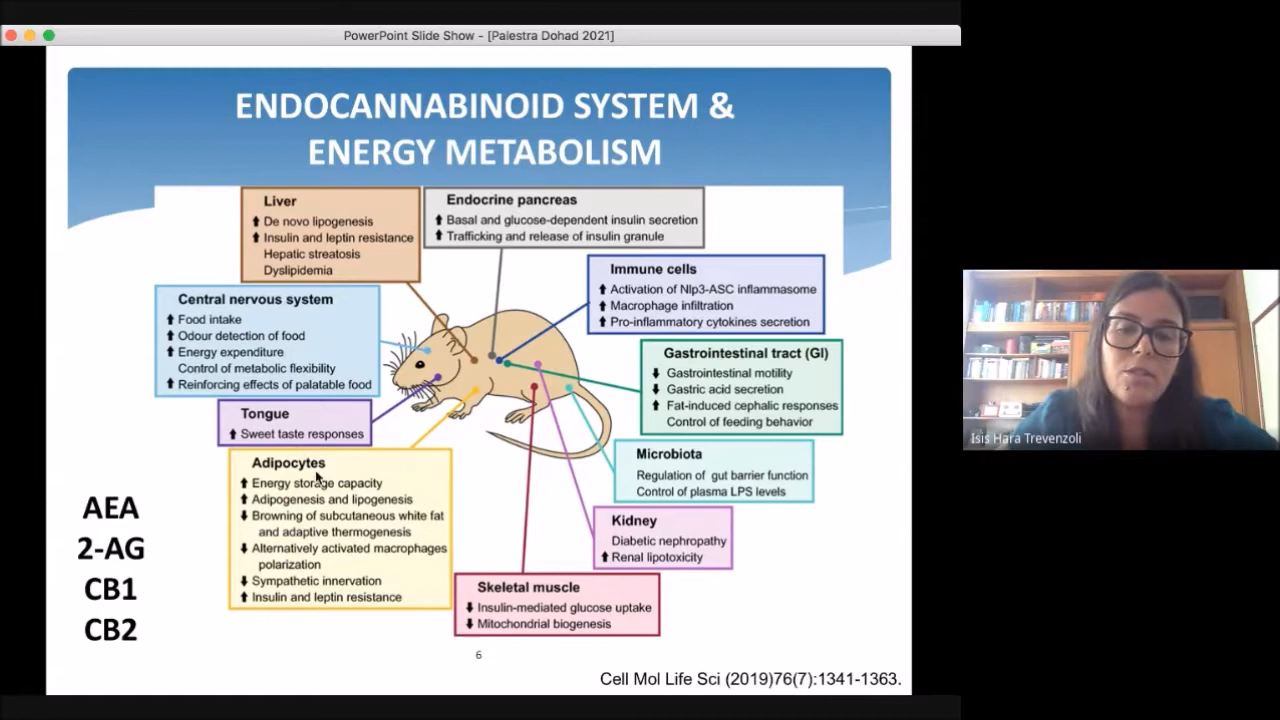 PowerPoint Slide Show - [Palestra Dohad 2021]
ENDOCANNABINOID SYSTEM &
ENERGY METABOLISM
Liver
⬆ De novo lipogenesis
⬆ Insulin and leptin resistance
Hepatic streatosis
Dyslipidemia
Endocrine pancreas
⬆ Basal and glucose-dependent insulin secretion
⬆ Trafficking and release of insulin granule
Immune cells
⬆ Activation of Nlp3-ASC inflammasome
⬆ Macrophage infiltration
⬆ Pro-inflammatory cytokines secretion
Central nervous system
⬆ Food intake
⬆ Odour detection of food
⬆ Energy expenditure
Control of metabolic flexibility
⬆ Reinforcing effects of palatable food
Gastrointestinal tract (GI)
⬇ Gastrointestinal motility
⬇ Gastric acid secretion
⬆ Fat-induced cephalic responses
Control of feeding behavior
Tongue
⬆ Sweet taste responses
Adipocytes
⬆ Energy storage capacity
⬆ Adipogenesis and lipogenesis
⬇ Browning of subcutaneous white fat
and adaptive thermogenesis
⬇ Alternatively activated macrophages
polarization
⬇ Sympathetic innervation
⬆ Insulin and leptin resistance
Microbiota
Regulation of gut barrier function
Control of plasma LPS levels
Kidney
Diabetic nephropathy
⬆ Renal lipotoxicity
Skeletal muscle
⬇ Insulin-mediated glucose uptake
⬇ Mitochondrial biogenesis
AEA
2-AG
CB1
CB2
6
Cell Mol Life Sci (2019)76(7):1341-1363.
Isis Hara Trevenzoli